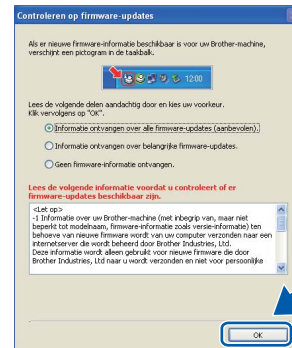 Controleren op firmware-updates
Als er nieuwe firmware-informatie beschikbaar is voor uw Brother-machine,
verschijnt een pictogram in de taakbalk.
12:00
Lees de volgende delen aandachtig door en kies uw voorkeur.
Klik vervolgens op "OK".
Informatie ontvangen over alle firmware-updates (aanbevolen).
Informatie ontvangen over belangrijke firmware-updates.
Geen firmware-informatie ontvangen.
Lees de volgende informatie voordat u controleert of er
firmware-updates beschikbaar zijn.
<Let op>
-1 Informatie over uw Brother-machine (met inbegrip van, maar niet
beperkt tot modelnaam, firmware-informatie zoals versie-informatie) ten
behoeve van nieuwe firmware wordt van uw computer verzonden naar een
internetserver die wordt beheerd door Brother Industries, Ltd.
Deze informatie wordt alleen gebruikt voor nieuwe firmware die door
Brother Industries, Ltd naar u wordt verzonden en niet voor persoonlijke
OK